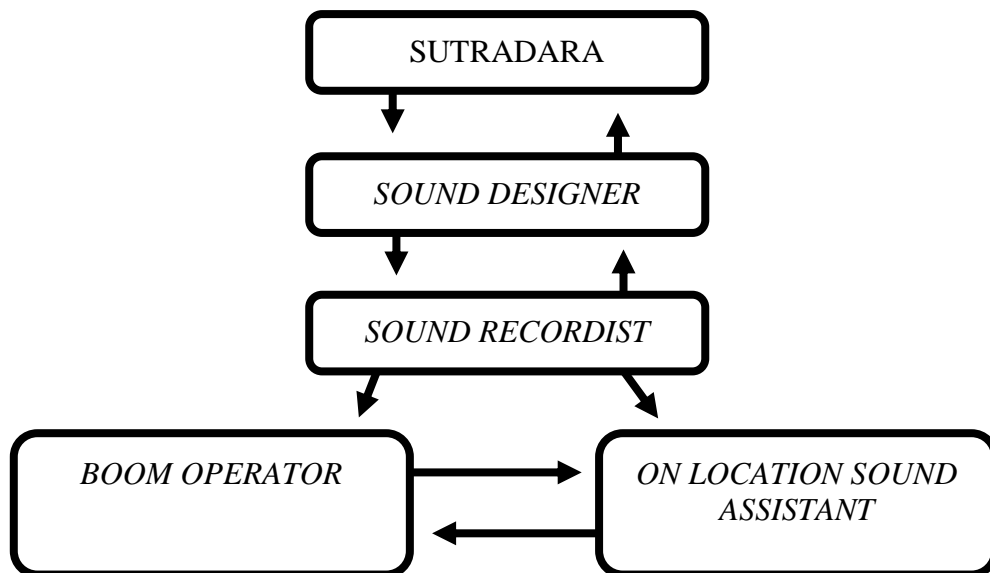 SUTRADARA
SOUND DESIGNER
SOUND RECORDIST
BOOM OPERATOR
ON LOCATION SOUND
ASSISTANT